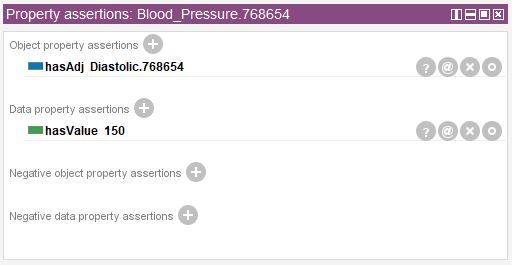 Property assertions: Blood_Pressure.768654
Object property assertions
hasAdj Diastolic.768654
? @ × o
Data property assertions
hasValue 150
? @ × o
Negative object property assertions
Negative data property assertions